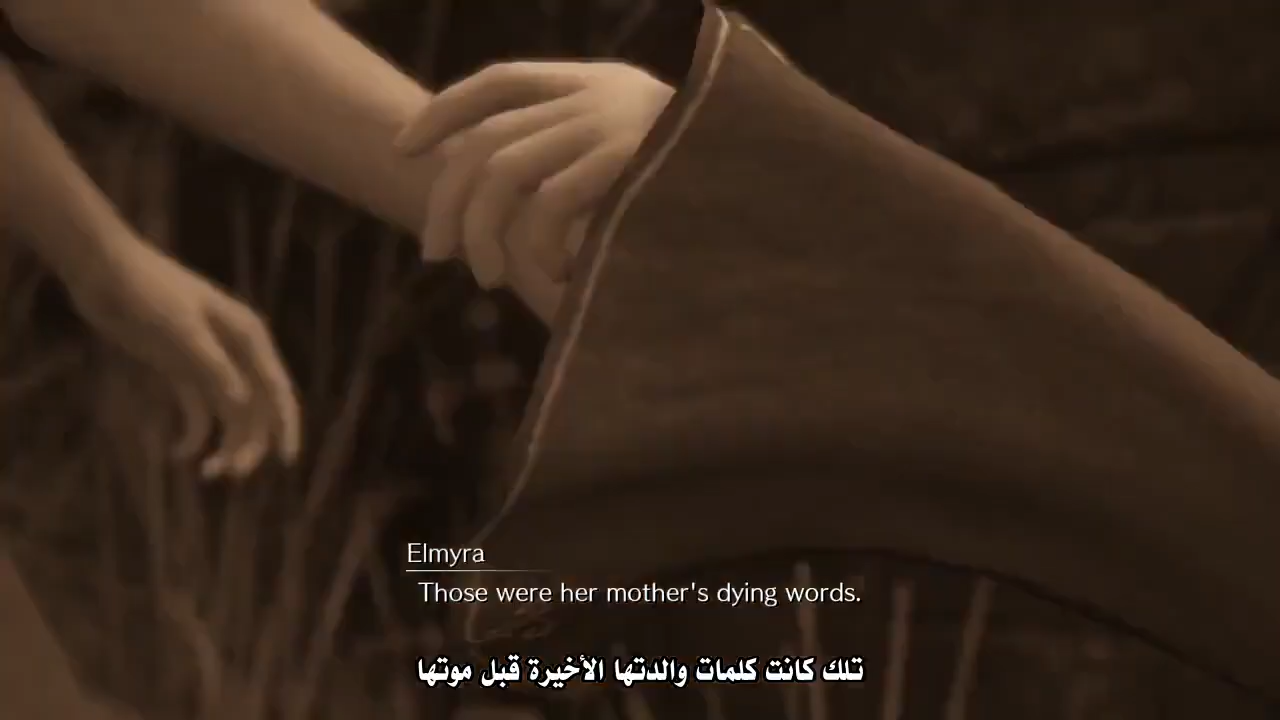 Elmyra
Those were her mother's dying words.
تلك كانت كلمات والدتها الأخيرة قبل موتها